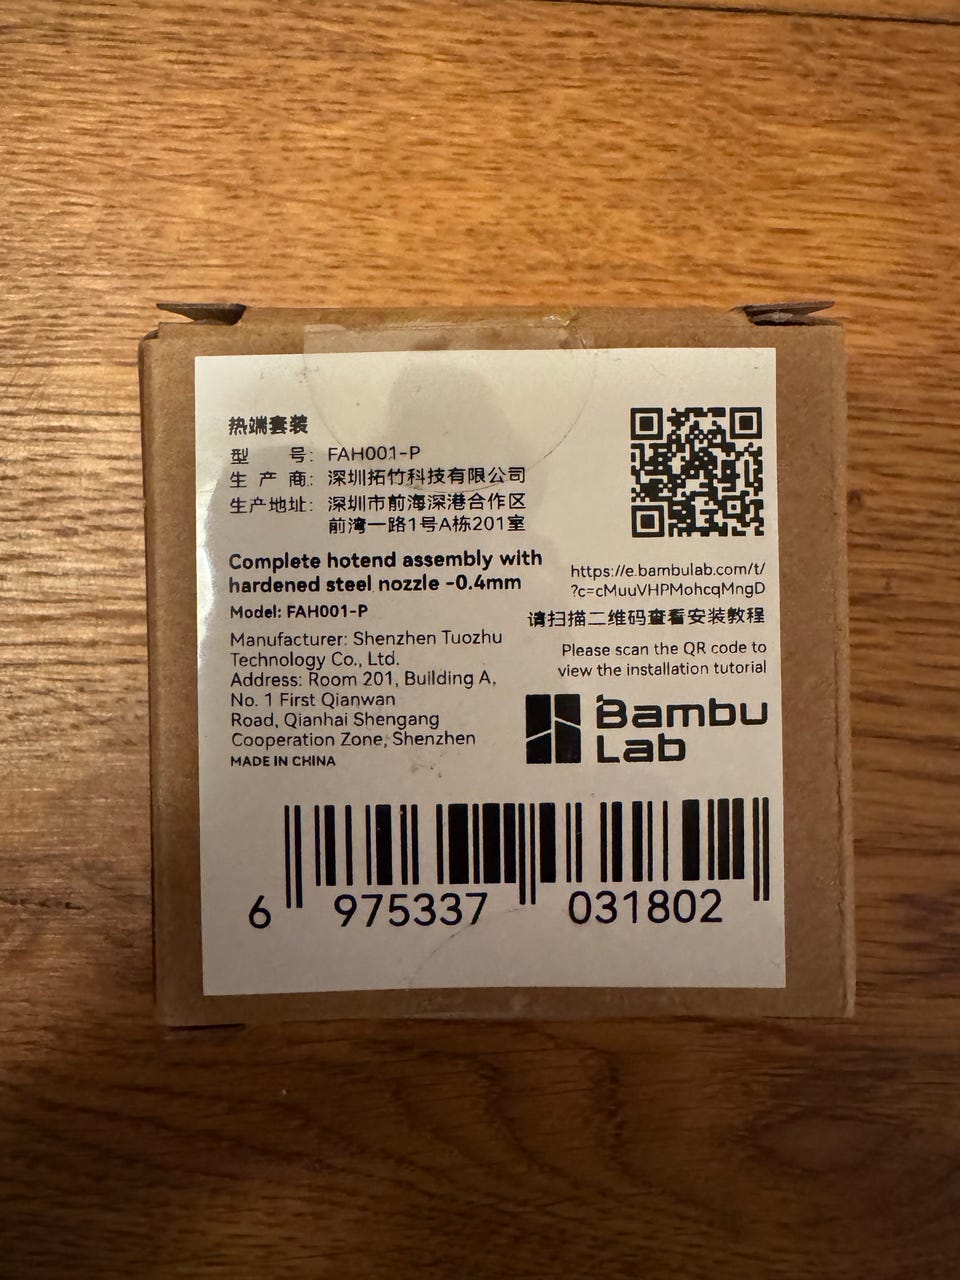 热端套装
型 号: FAH001-P
生 产 商: 深圳拓竹科技有限公司
生产地址: 深圳市前海深港合作区
前湾一路1号A栋201室
Complete hotend assembly with
hardened steel nozzle -0.4mm
Model: FAH001-P
Manufacturer: Shenzhen Tuozhu
Technology Co., Ltd.
Address: Room 201, Building A,
No. 1 First Qianwan
Road, Qianhai Shengang
Cooperation Zone, Shenzhen
MADE IN CHINA
https://e.bambulab.com/t/
?c=cMuuVHPMohcqMngD
请扫描二维码查看安装教程
Please scan the QR code to
view the installation tutorial
Bambu
Lab
6 975337 031802